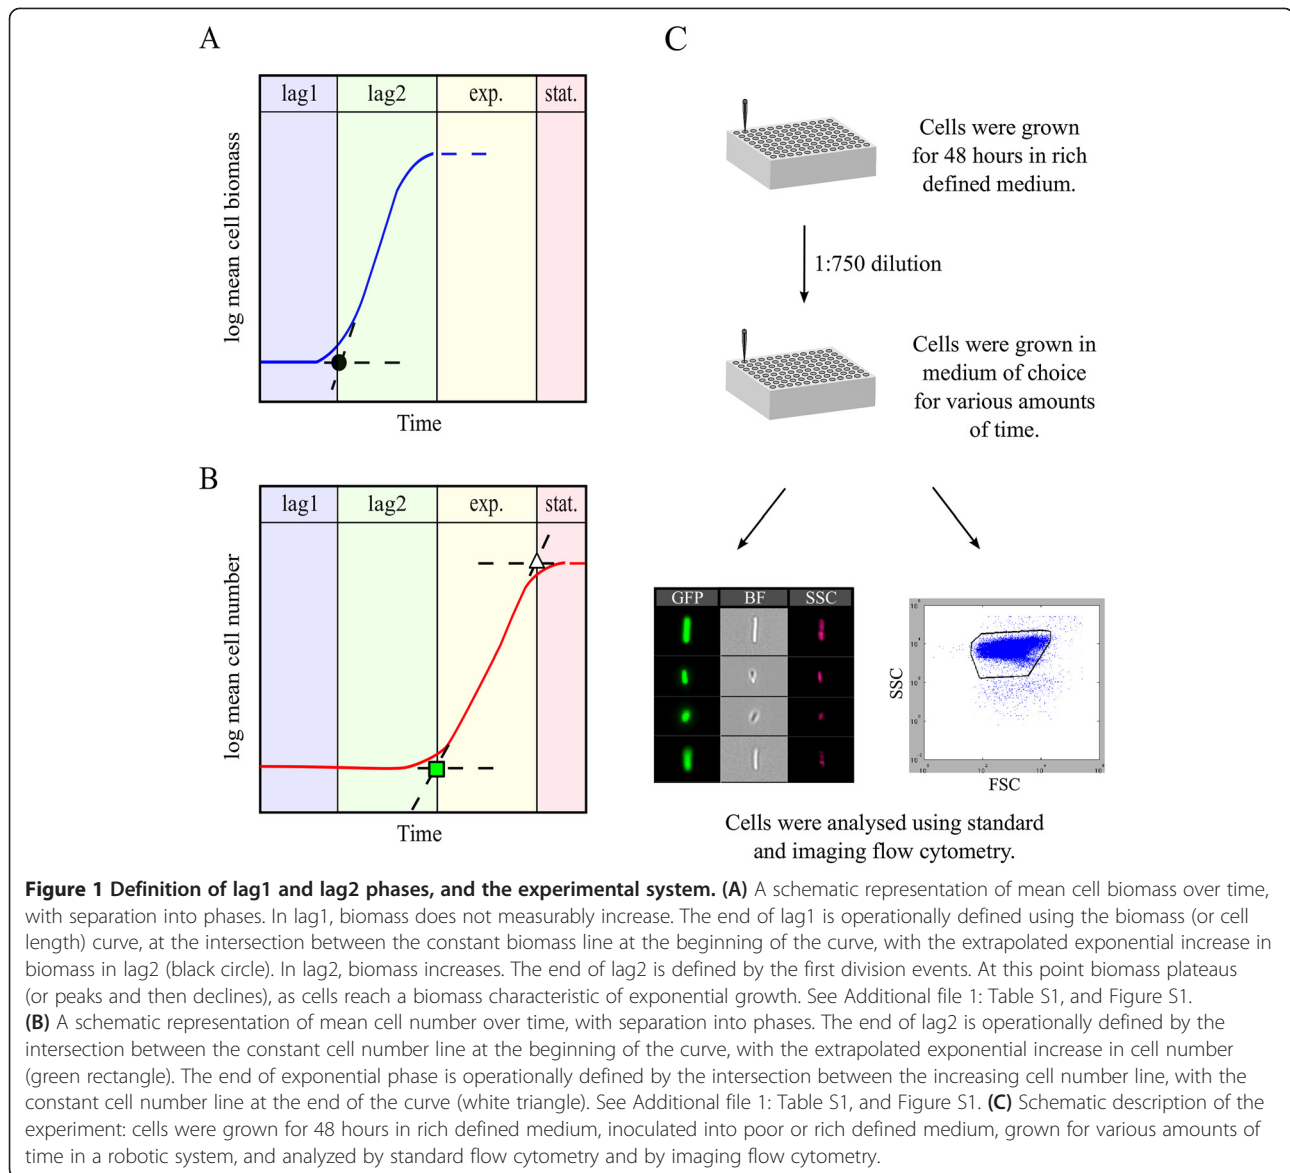 A
lag1 lag2 exp. stat.
log mean cell biomass
Time
B
lag1 lag2 exp. stat.
log mean cell number
Time
C
Cells were grown
for 48 hours in rich
defined medium.
1:750 dilution
Cells were grown in
medium of choice
for various amounts
of time.
GFP BF SSC
SSC
10⁶
10⁴
10²
10⁰
10⁻²
10⁰ 10² 10⁴ 10⁶
FSC
Cells were analysed using standard
and imaging flow cytometry.
Figure 1 Definition of lag1 and lag2 phases, and the experimental system. (A) A schematic representation of mean cell biomass over time,
with separation into phases. In lag1, biomass does not measurably increase. The end of lag1 is operationally defined using the biomass (or cell
length) curve, at the intersection between the constant biomass line at the beginning of the curve, with the extrapolated exponential increase in
biomass in lag2 (black circle). In lag2, biomass increases. The end of lag2 is defined by the first division events. At this point biomass plateaus
(or peaks and then declines), as cells reach a biomass characteristic of exponential growth. See Additional file 1: Table S1, and Figure S1.
(B) A schematic representation of mean cell number over time, with separation into phases. The end of lag2 is operationally defined by the
intersection between the constant cell number line at the beginning of the curve, with the extrapolated exponential increase in cell number
(green rectangle). The end of exponential phase is operationally defined by the intersection between the increasing cell number line, with the
constant cell number line at the end of the curve (white triangle). See Additional file 1: Table S1, and Figure S1. (C) Schematic description of the
experiment: cells were grown for 48 hours in rich defined medium, inoculated into poor or rich defined medium, grown for various amounts of
time in a robotic system, and analyzed by standard flow cytometry and by imaging flow cytometry.